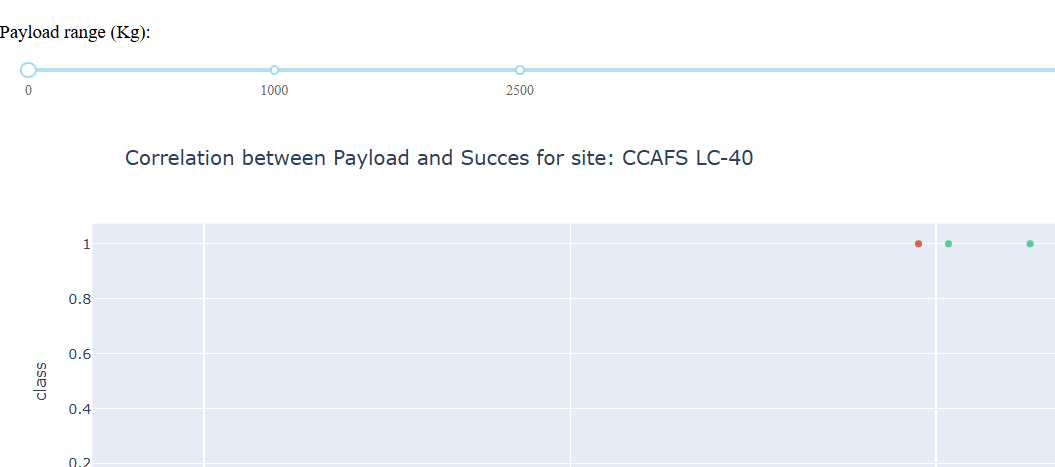 Payload range (Kg):
0 1000 2500
Correlation between Payload and Succes for site: CCAFS LC-40
1
0.8
0.6
class
0.4
0.2